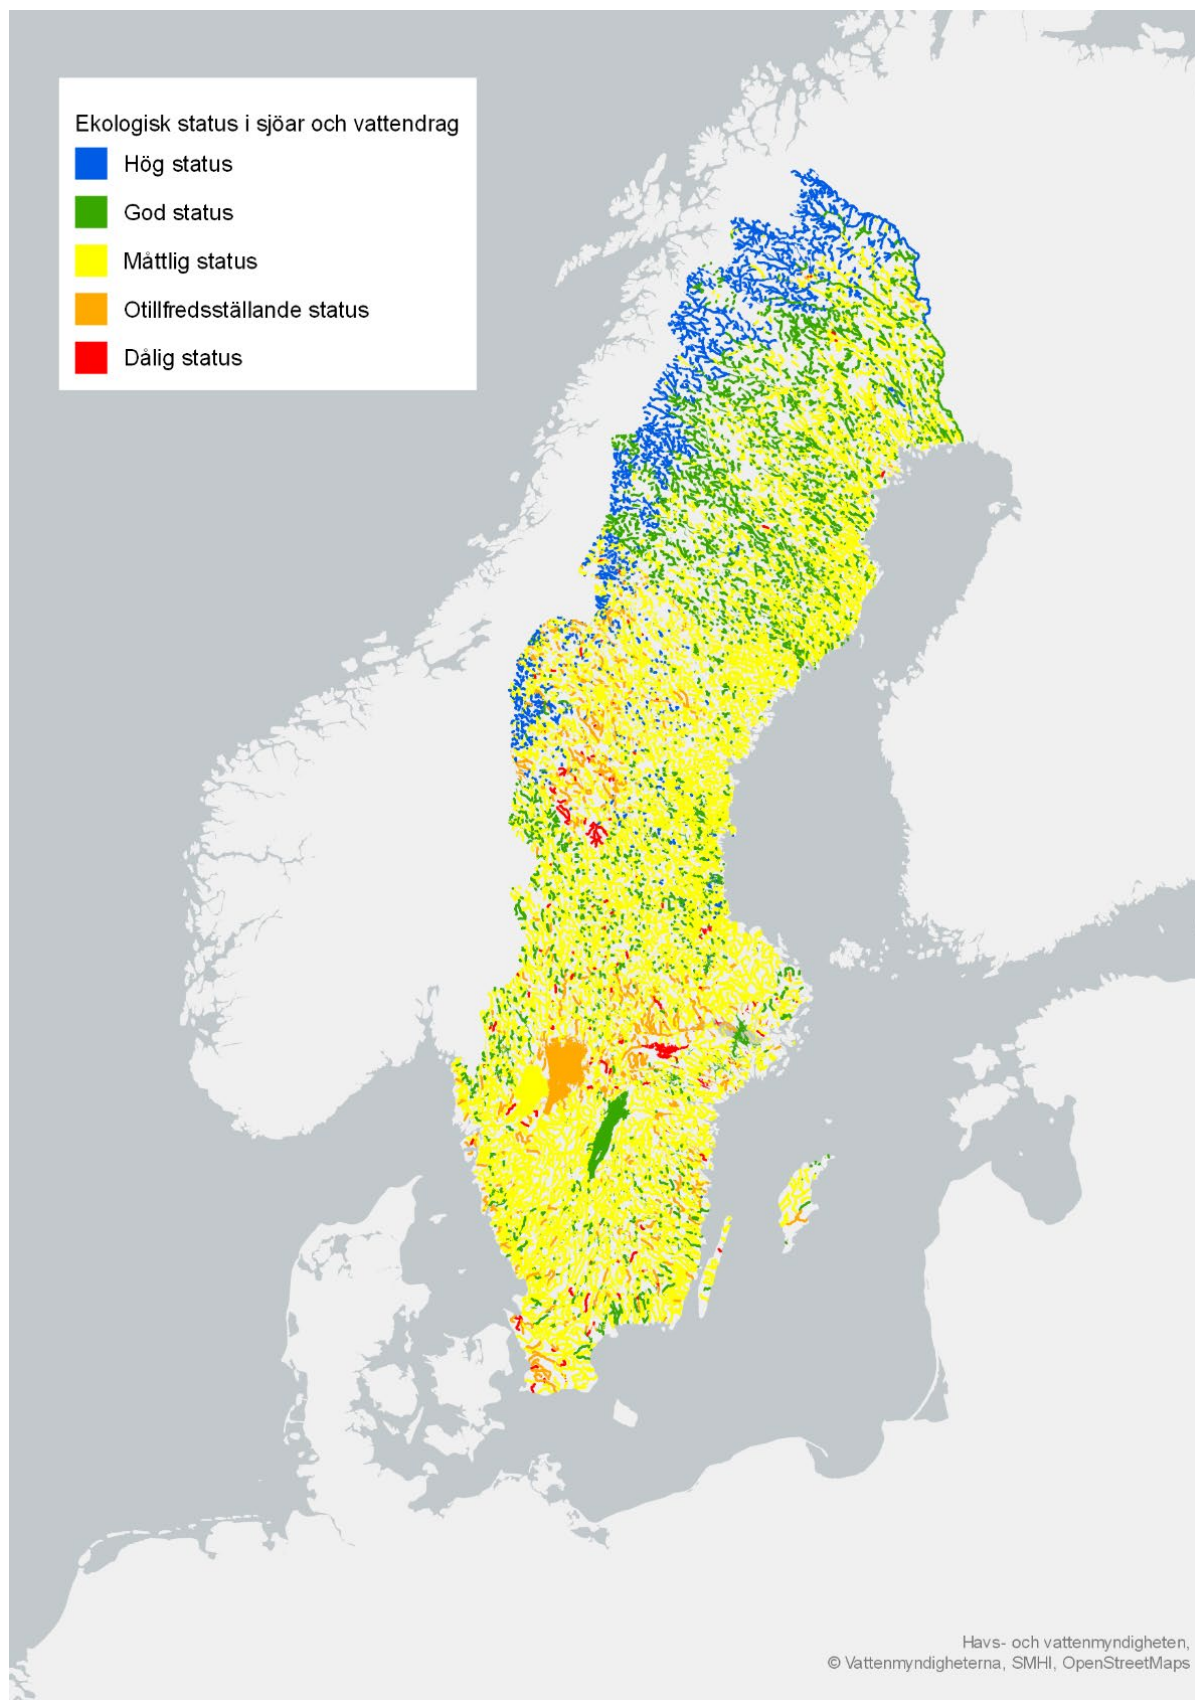 Ekologisk status i sjöar och vattendrag
Hög status
God status
Måttlig status
Otillfredsställande status
Dålig status
Havs- och vattenmyndigheten,
© Vattenmyndigheterna, SMHI, OpenStreetMaps